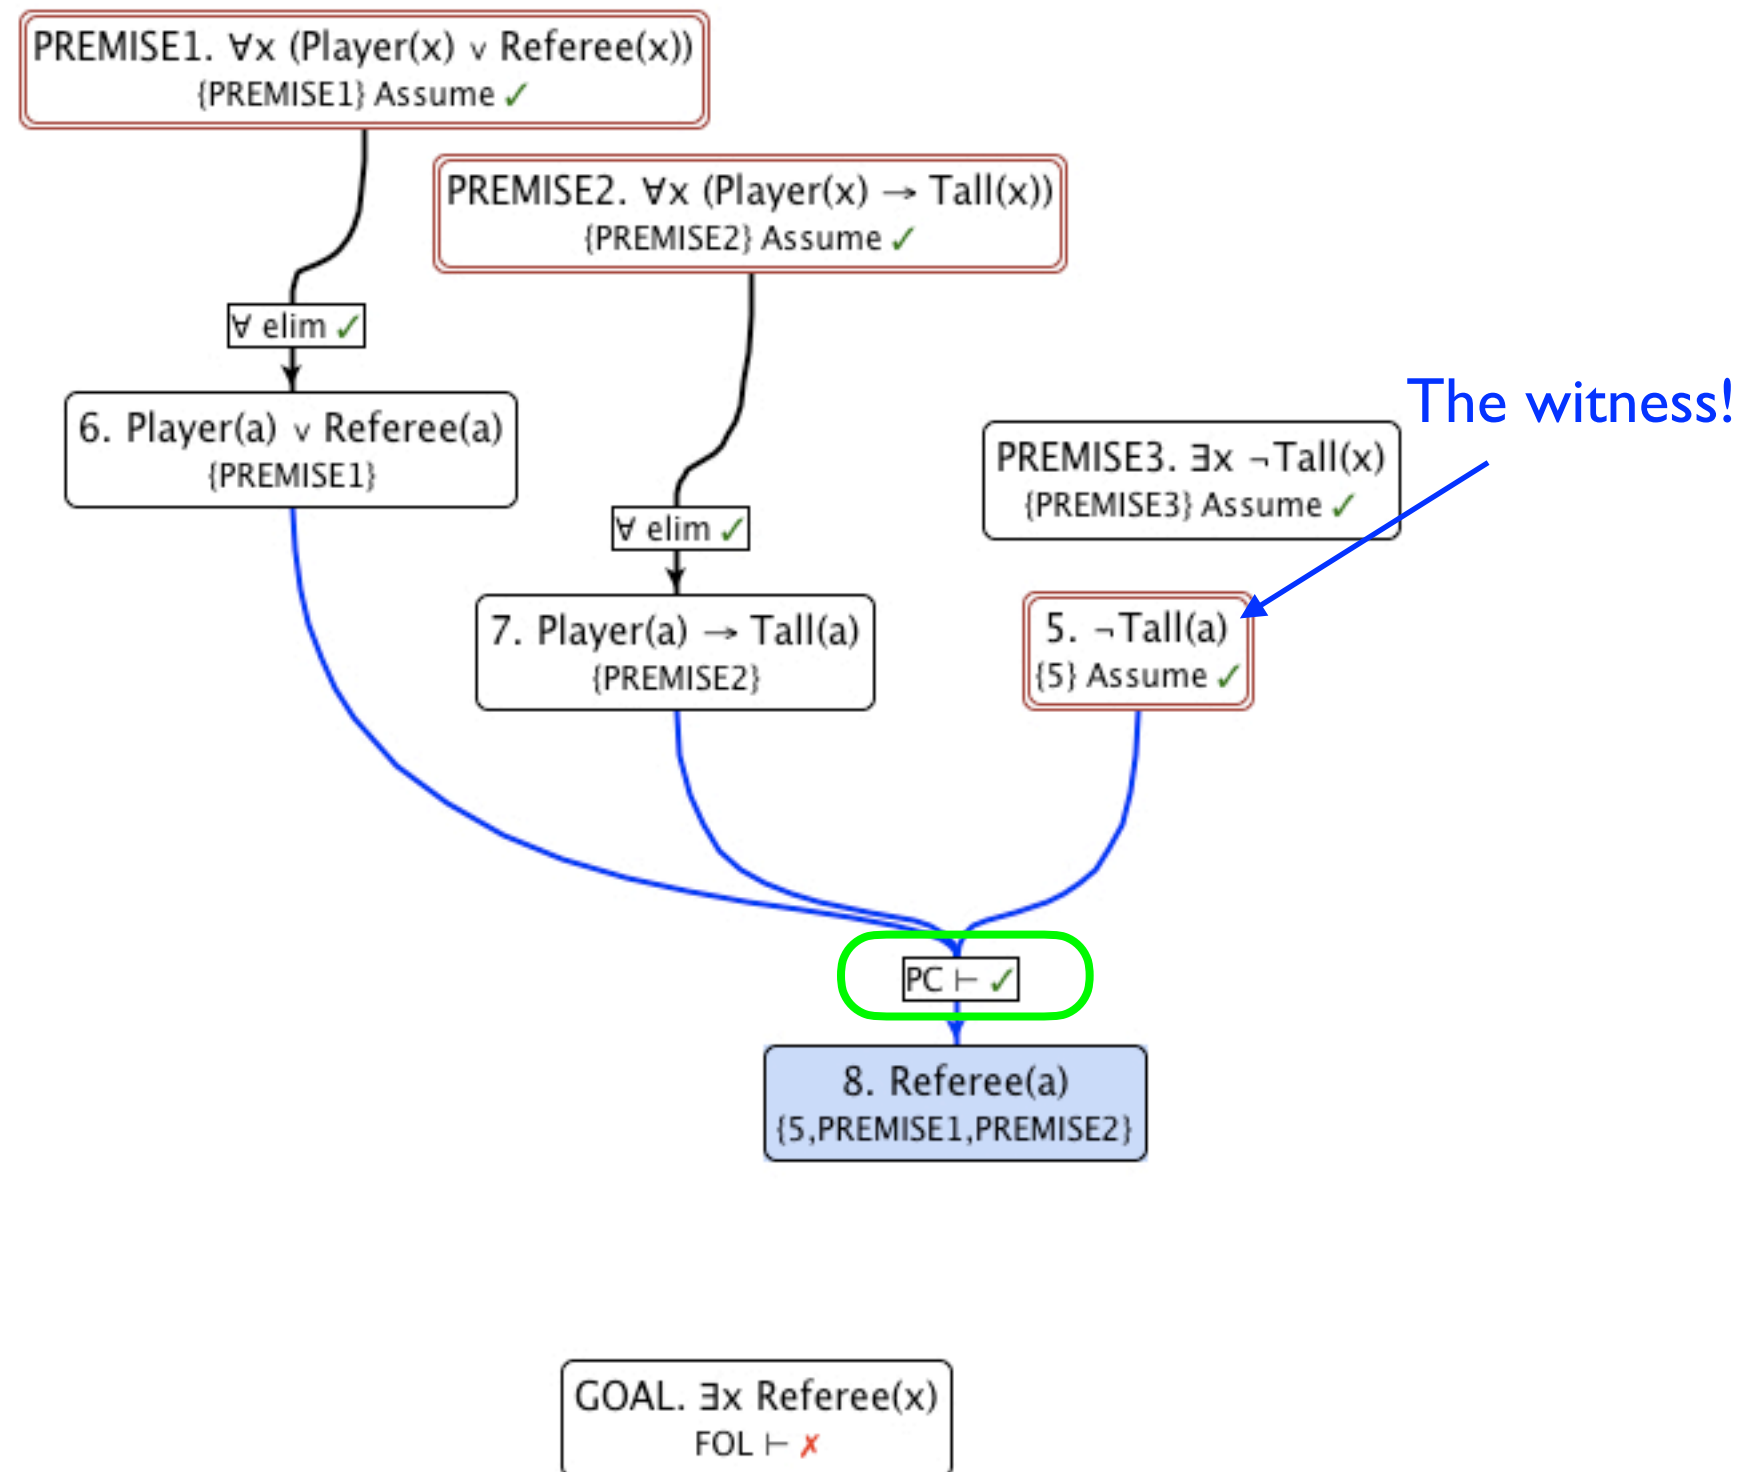 PREMISE1. ∀x (Player(x) ∨ Referee(x))
{PREMISE1} Assume ✓
PREMISE2. ∀x (Player(x) → Tall(x))
{PREMISE2} Assume ✓
∀ elim ✓
6. Player(a) ∨ Referee(a)
{PREMISE1}
The witness!
PREMISE3. ∃x ¬Tall(x)
{PREMISE3} Assume ✓
∀ elim ✓
7. Player(a) → Tall(a)
{PREMISE2}
5. ¬Tall(a)
{5} Assume ✓
PC ⊢ ✓
8. Referee(a)
{5,PREMISE1,PREMISE2}
GOAL. ∃x Referee(x)
FOL ⊢ ✗